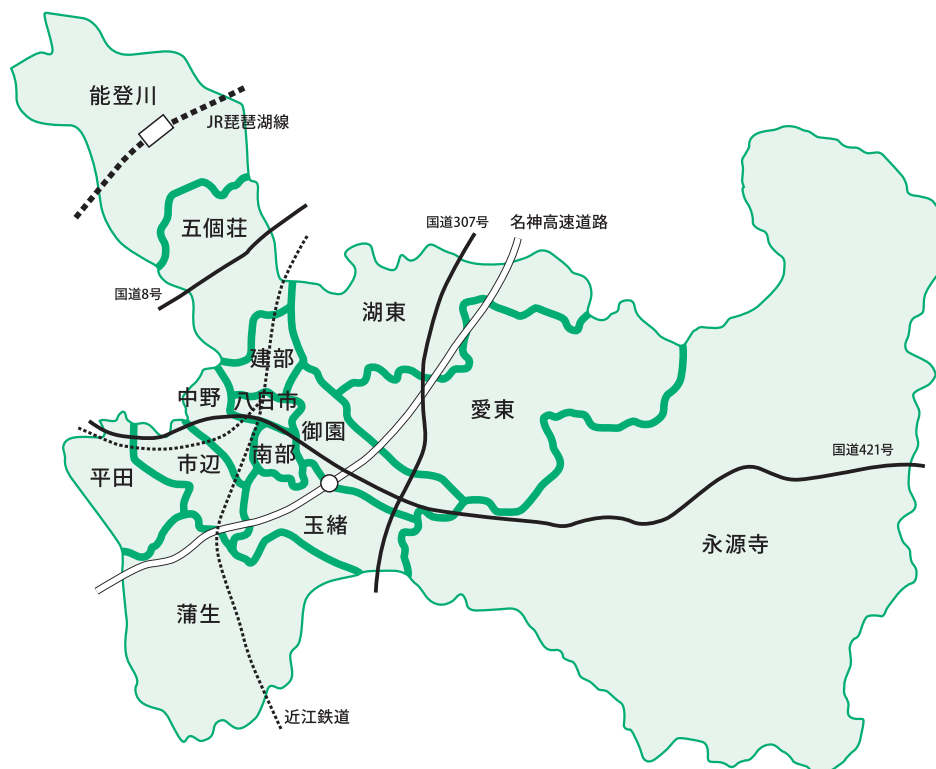 能登川
JR琵琶湖線
五個荘
国道307号
名神高速道路
国道8号
湖東
建部
中野
八日市
愛東
御園
南部
市辺
平田
国道421号
玉緒
永源寺
蒲生
近江鉄道